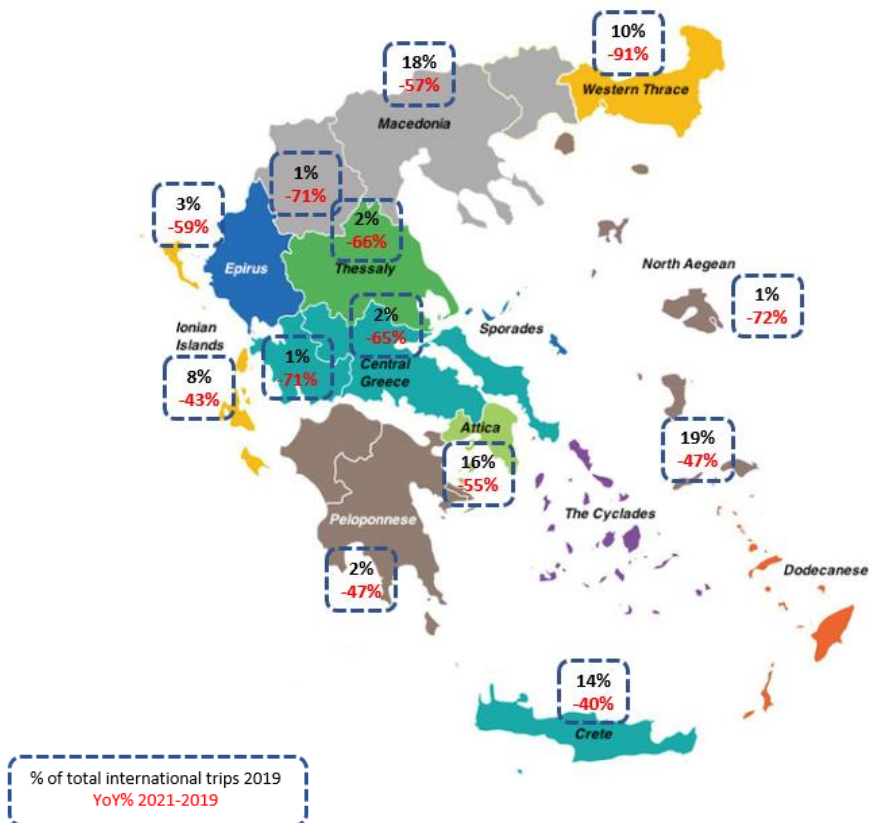 10%
-91%
Western Thrace
18%
-57%
Macedonia
1%
-71%
3%
-59%
2%
-66%
Epirus
Thessaly
North Aegean
1%
-72%
2%
-65%
Sporades
Ionian
Islands
1%
-71%
Central
Greece
8%
-43%
Attica
16%
-55%
19%
-47%
The Cyclades
Peloponnese
2%
-47%
Dodecanese
14%
-40%
Crete
% of total international trips 2019
YoY% 2021-2019